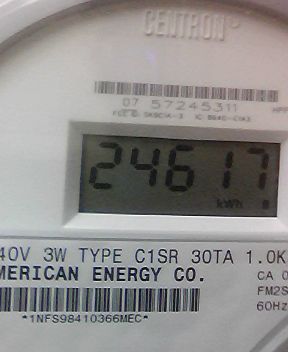 CENTRON
07 57245311
24617
kWh
40V 3W TYPE C1SR 30TA 1.0K
MERICAN ENERGY CO.
CA 0
FM2S
60Hz
*1NFS98410366MEC*